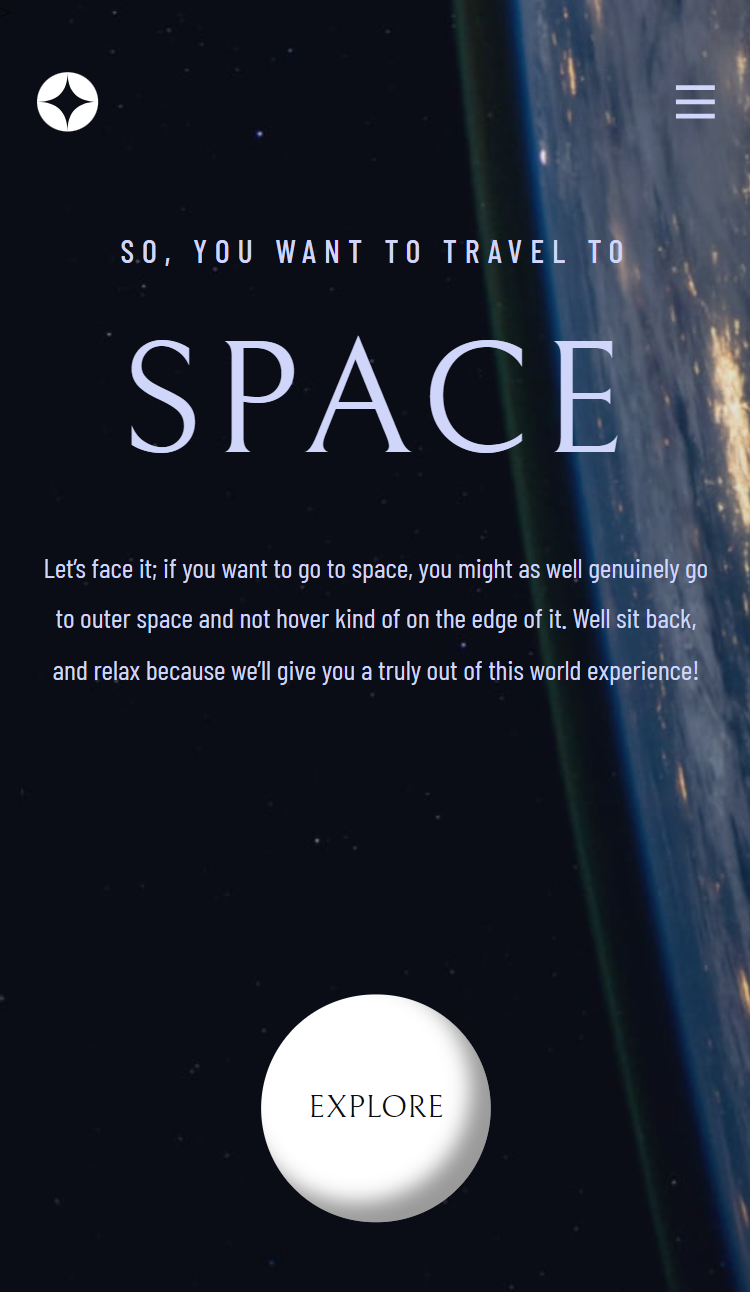 SO, YOU WANT TO TRAVEL TO
SPACE
Let’s face it; if you want to go to space, you might as well genuinely go
to outer space and not hover kind of on the edge of it. Well sit back,
and relax because we’ll give you a truly out of this world experience!
EXPLORE